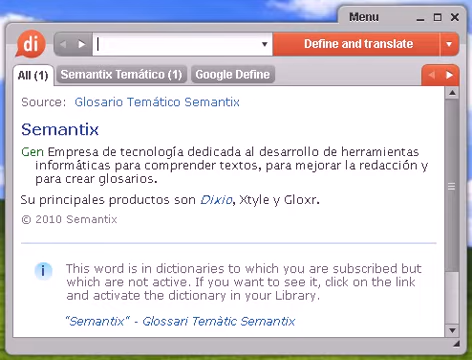 Menu
di
Define and translate
All (1)
Semantix Temático (1)
Google Define
Source: Glosario Temático Semantix
Semantix
Gen Empresa de tecnología dedicada al desarrollo de herramientas
informáticas para comprender textos, para mejorar la redacción y
para crear glosarios.
Su principales productos son Dixio, Xtyle y Gloxr.
© 2010 Semantix
i
This word is in dictionaries to which you are subscribed but
which are not active. If you want to see it, click on the link
and activate the dictionary in your Library.
"Semantix" - Glossari Temàtic Semantix